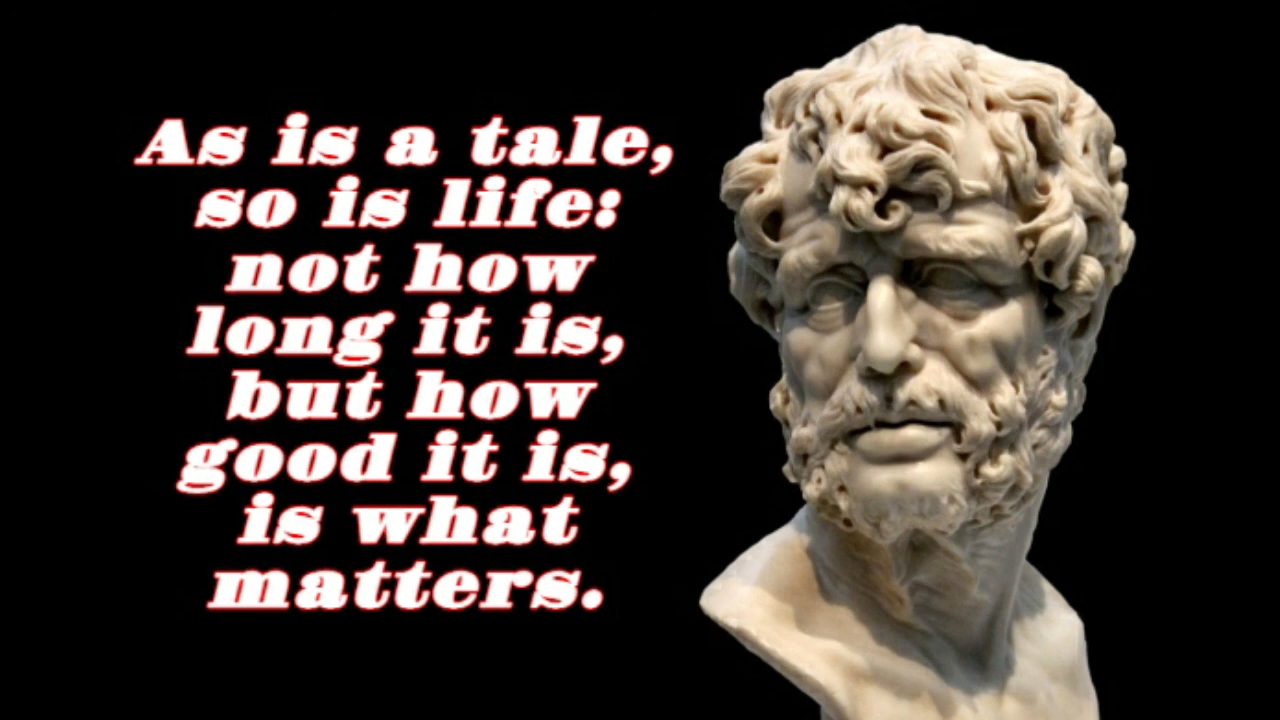 As is a tale,
so is life:
not how
long it is,
but how
good it is,
is what
matters.